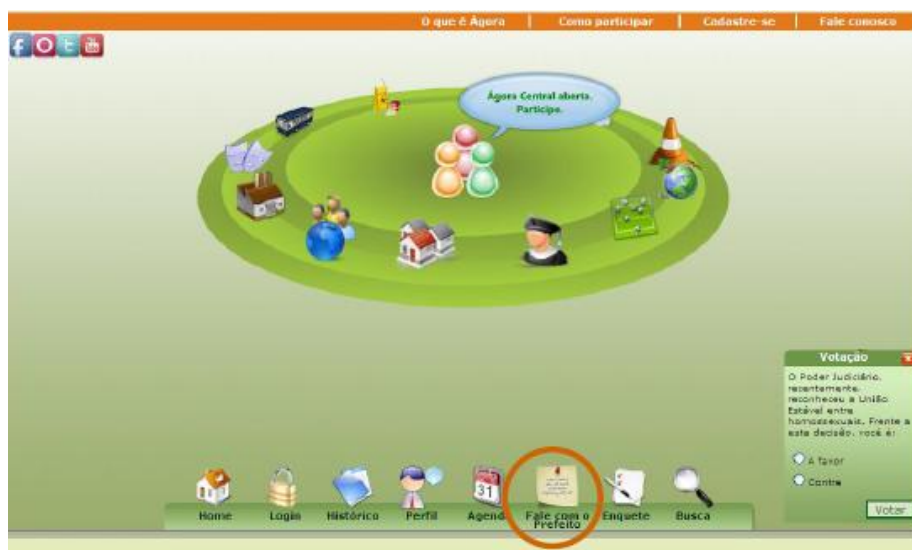 O que é Ágora
Como participar
Cadastre-se
Fale conosco
Ágora Central aberta.
Participe.
Votação
O Poder Judiciário,
recentemente,
reconheceu a União
Estável entre
homossexuais. Frente a
esta decisão, você é:
A favor
Contra
Votar
31
Home
Login
Histórico
Perfil
Agenda
Fale com o
Prefeito
Enquete
Busca